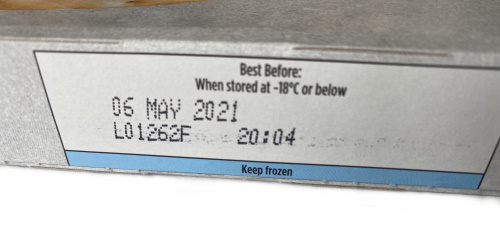 Best Before:
When stored at -18°C or below
06 MAY 2021
L01262F 20:04
Keep frozen